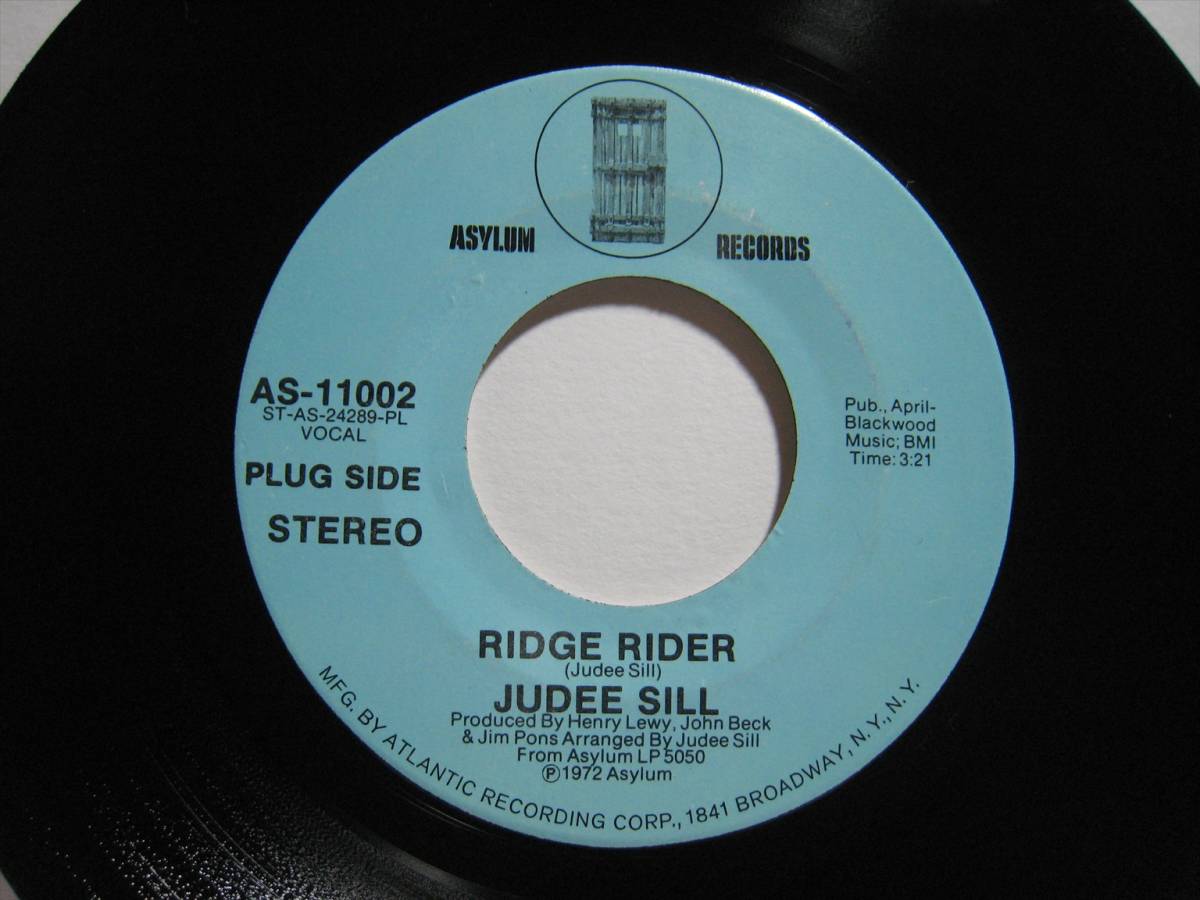 ASYLUM RECORDS
AS-11002
ST-AS-24289-PL
VOCAL
PLUG SIDE
STEREO
Pub., April-
Blackwood
Music; BMI
Time: 3:21
RIDGE RIDER
(Judee Sill)
JUDEE SILL
Produced By Henry Lewy, John Beck
& Jim Pons Arranged By Judee Sill
From Asylum LP 5050
Ⓟ1972 Asylum
MFG. BY ATLANTIC RECORDING CORP., 1841 BROADWAY, N.Y., N.Y.